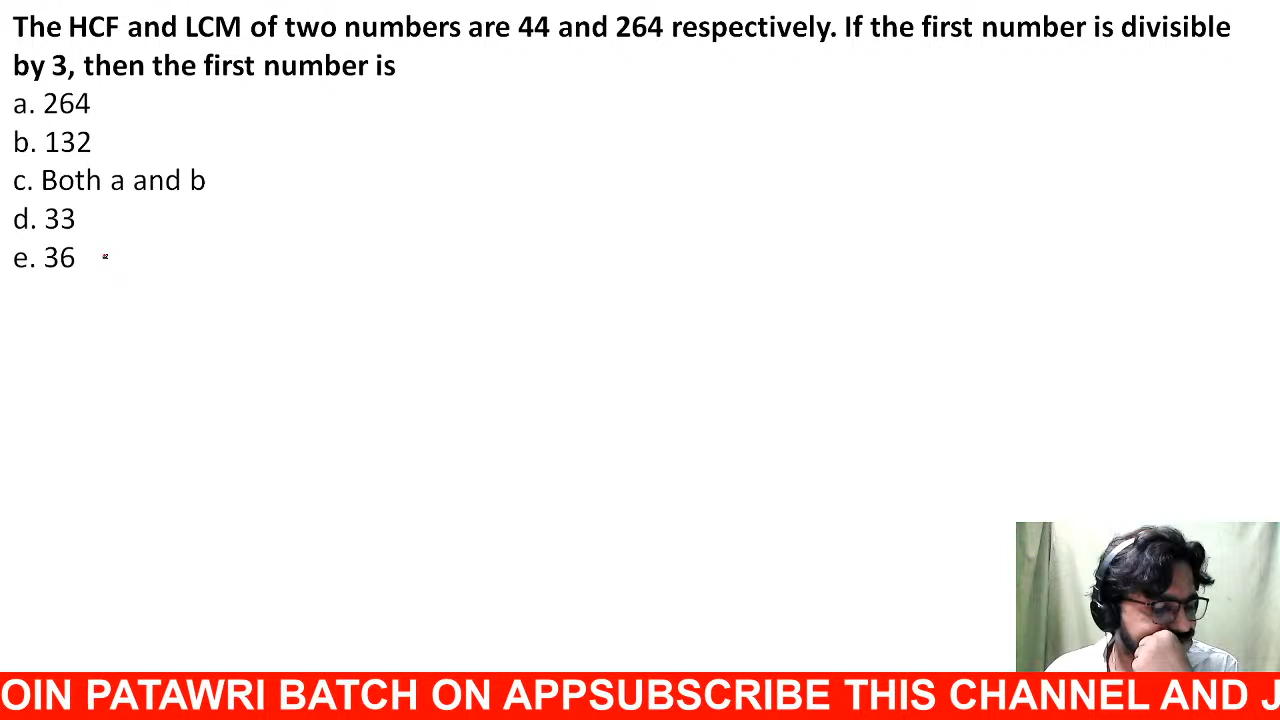 The HCF and LCM of two numbers are 44 and 264 respectively. If the first number is divisible
by 3, then the first number is
a. 264
b. 132
c. Both a and b
d. 33
e. 36
OIN PATAWRI BATCH ON APPSUBSCRIBE THIS CHANNEL AND J